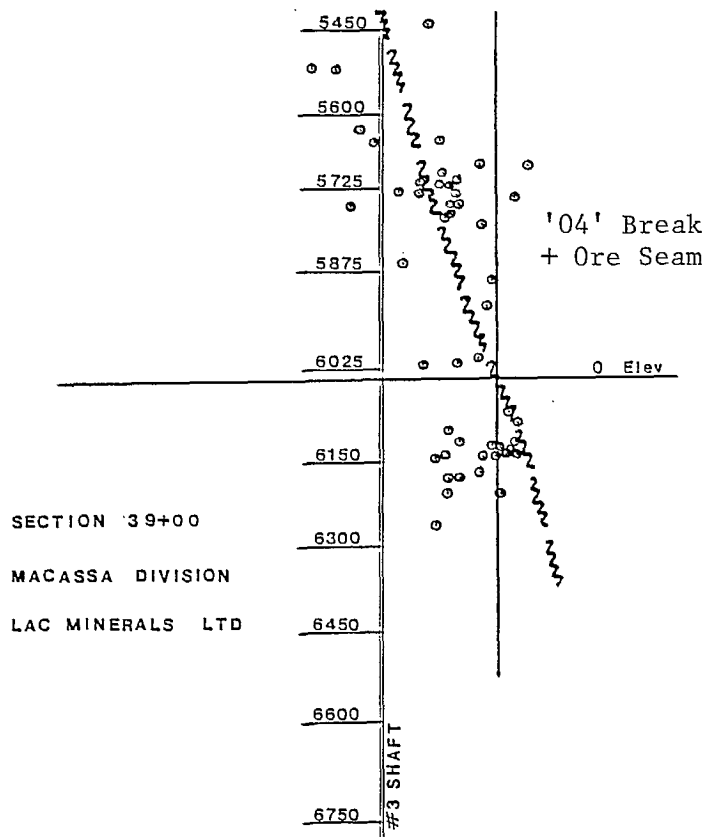 5450
5600
5725
'04' Break
+ Ore Seam
5875
6025
?
0 Elev
6150
SECTION 39+00
6300
MACASSA DIVISION
LAC MINERALS LTD
6450
6600
#3 SHAFT
6750